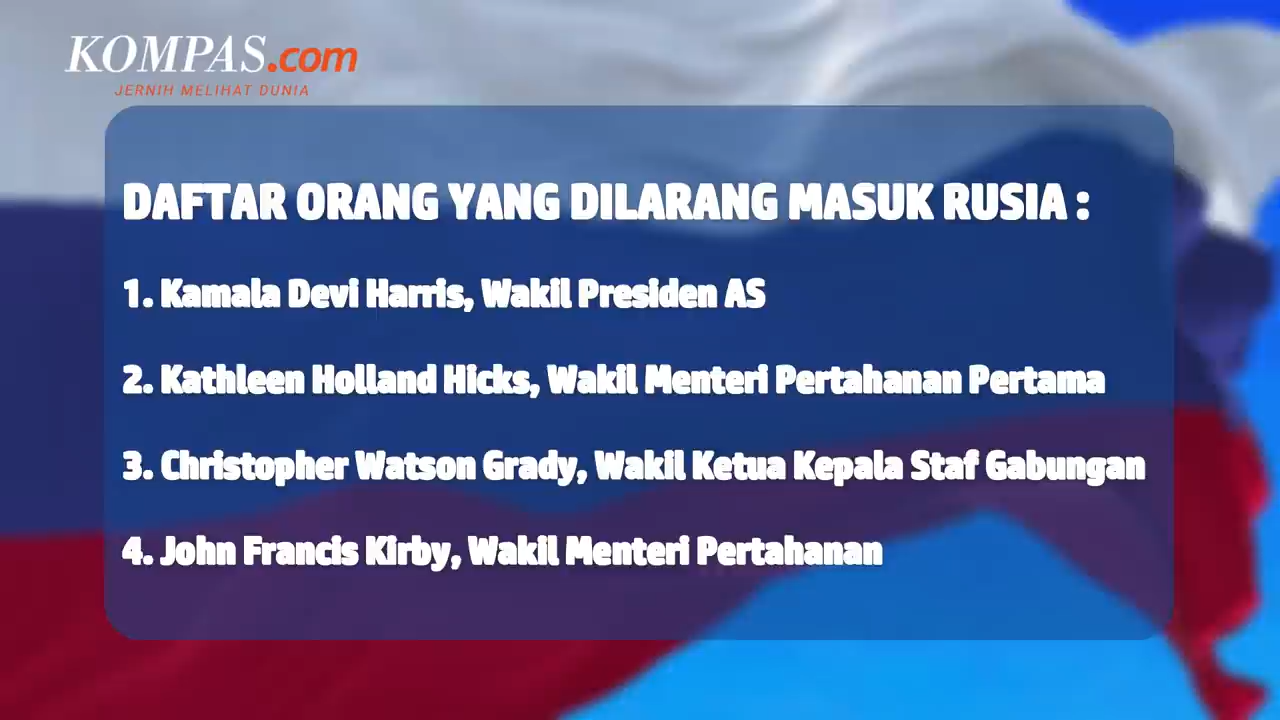 KOMPAS.com
JERNIH MELIHAT DUNIA
DAFTAR ORANG YANG DILARANG MASUK RUSIA :
1. Kamala Devi Harris, Wakil Presiden AS
2. Kathleen Holland Hicks, Wakil Menteri Pertahanan Pertama
3. Christopher Watson Grady, Wakil Ketua Kepala Staf Gabungan
4. John Francis Kirby, Wakil Menteri Pertahanan